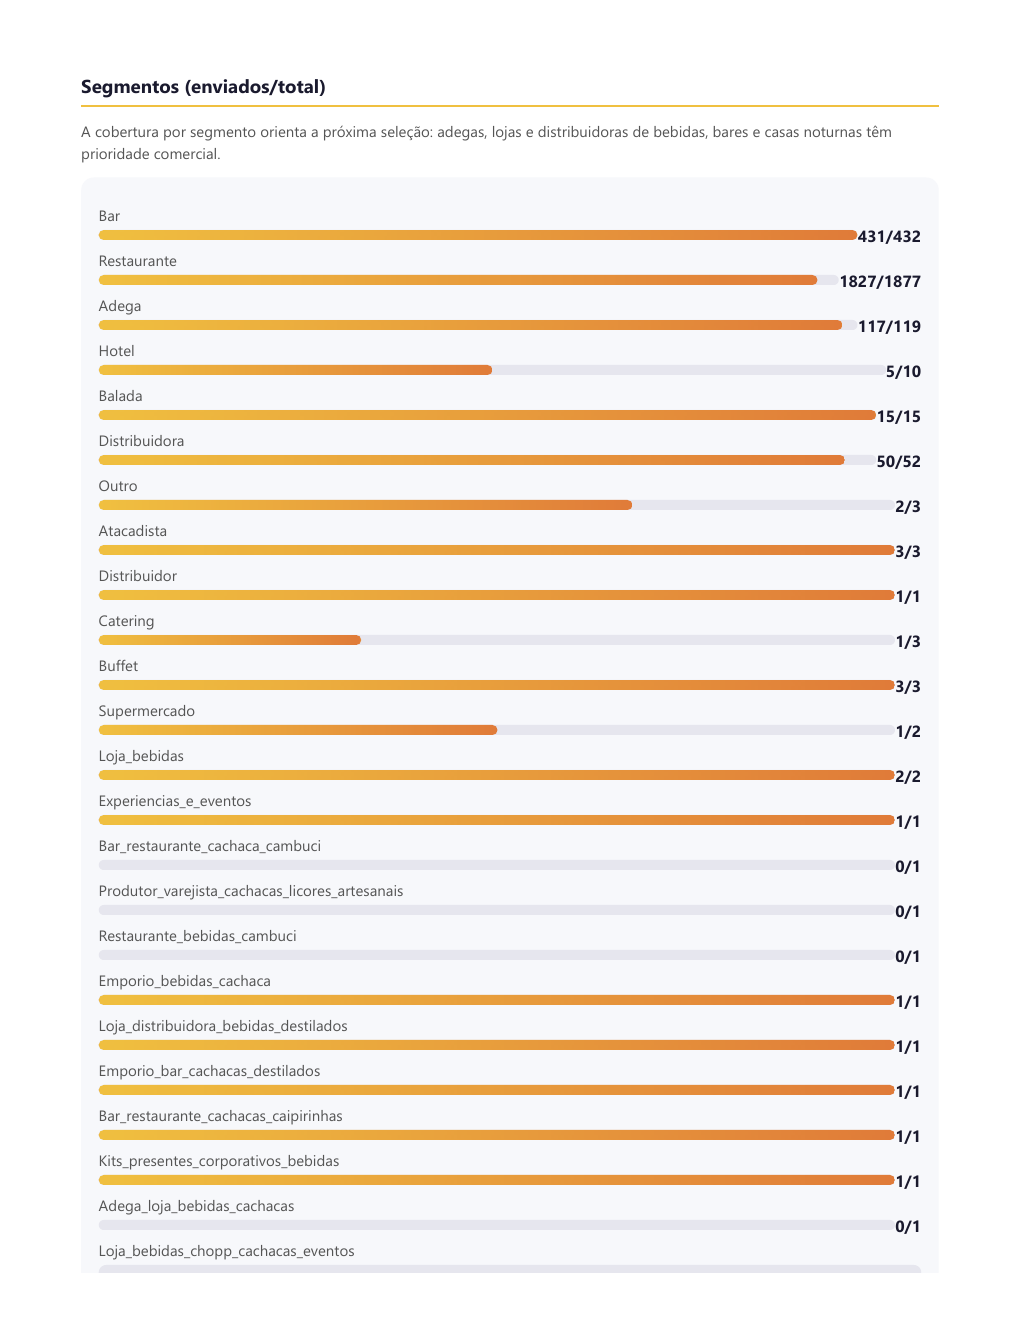 Segmentos (enviados/total)
A cobertura por segmento orienta a próxima seleção: adegas, lojas e distribuidoras de bebidas, bares e casas noturnas têm
prioridade comercial.
Bar
431/432
Restaurante
1827/1877
Adega
117/119
Hotel
5/10
Balada
15/15
Distribuidora
50/52
Outro
2/3
Atacadista
3/3
Distribuidor
1/1
Catering
1/3
Buffet
3/3
Supermercado
1/2
Loja_bebidas
2/2
Experiencias_e_eventos
1/1
Bar_restaurante_cachaca_cambuci
0/1
Produtor_varejista_cachacas_licores_artesanais
0/1
Restaurante_bebidas_cambuci
0/1
Emporio_bebidas_cachaca
1/1
Loja_distribuidora_bebidas_destilados
1/1
Emporio_bar_cachacas_destilados
1/1
Bar_restaurante_cachacas_caipirinhas
1/1
Kits_presentes_corporativos_bebidas
1/1
Adega_loja_bebidas_cachacas
0/1
Loja_bebidas_chopp_cachacas_eventos